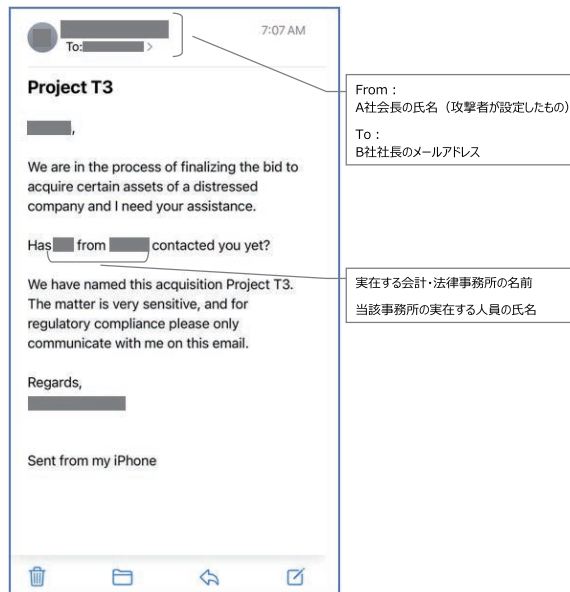 7:07 AM
To: >
Project T3
,
We are in the process of finalizing the bid to
acquire certain assets of a distressed
company and I need your assistance.
Has from contacted you yet?
We have named this acquisition Project T3.
The matter is very sensitive, and for
regulatory compliance please only
communicate with me on this email.
Regards,
Sent from my iPhone
From：
A社会長の氏名（攻撃者が設定したもの）
To：
B社社長のメールアドレス
実在する会計・法律事務所の名前
当該事務所の実在する人員の氏名